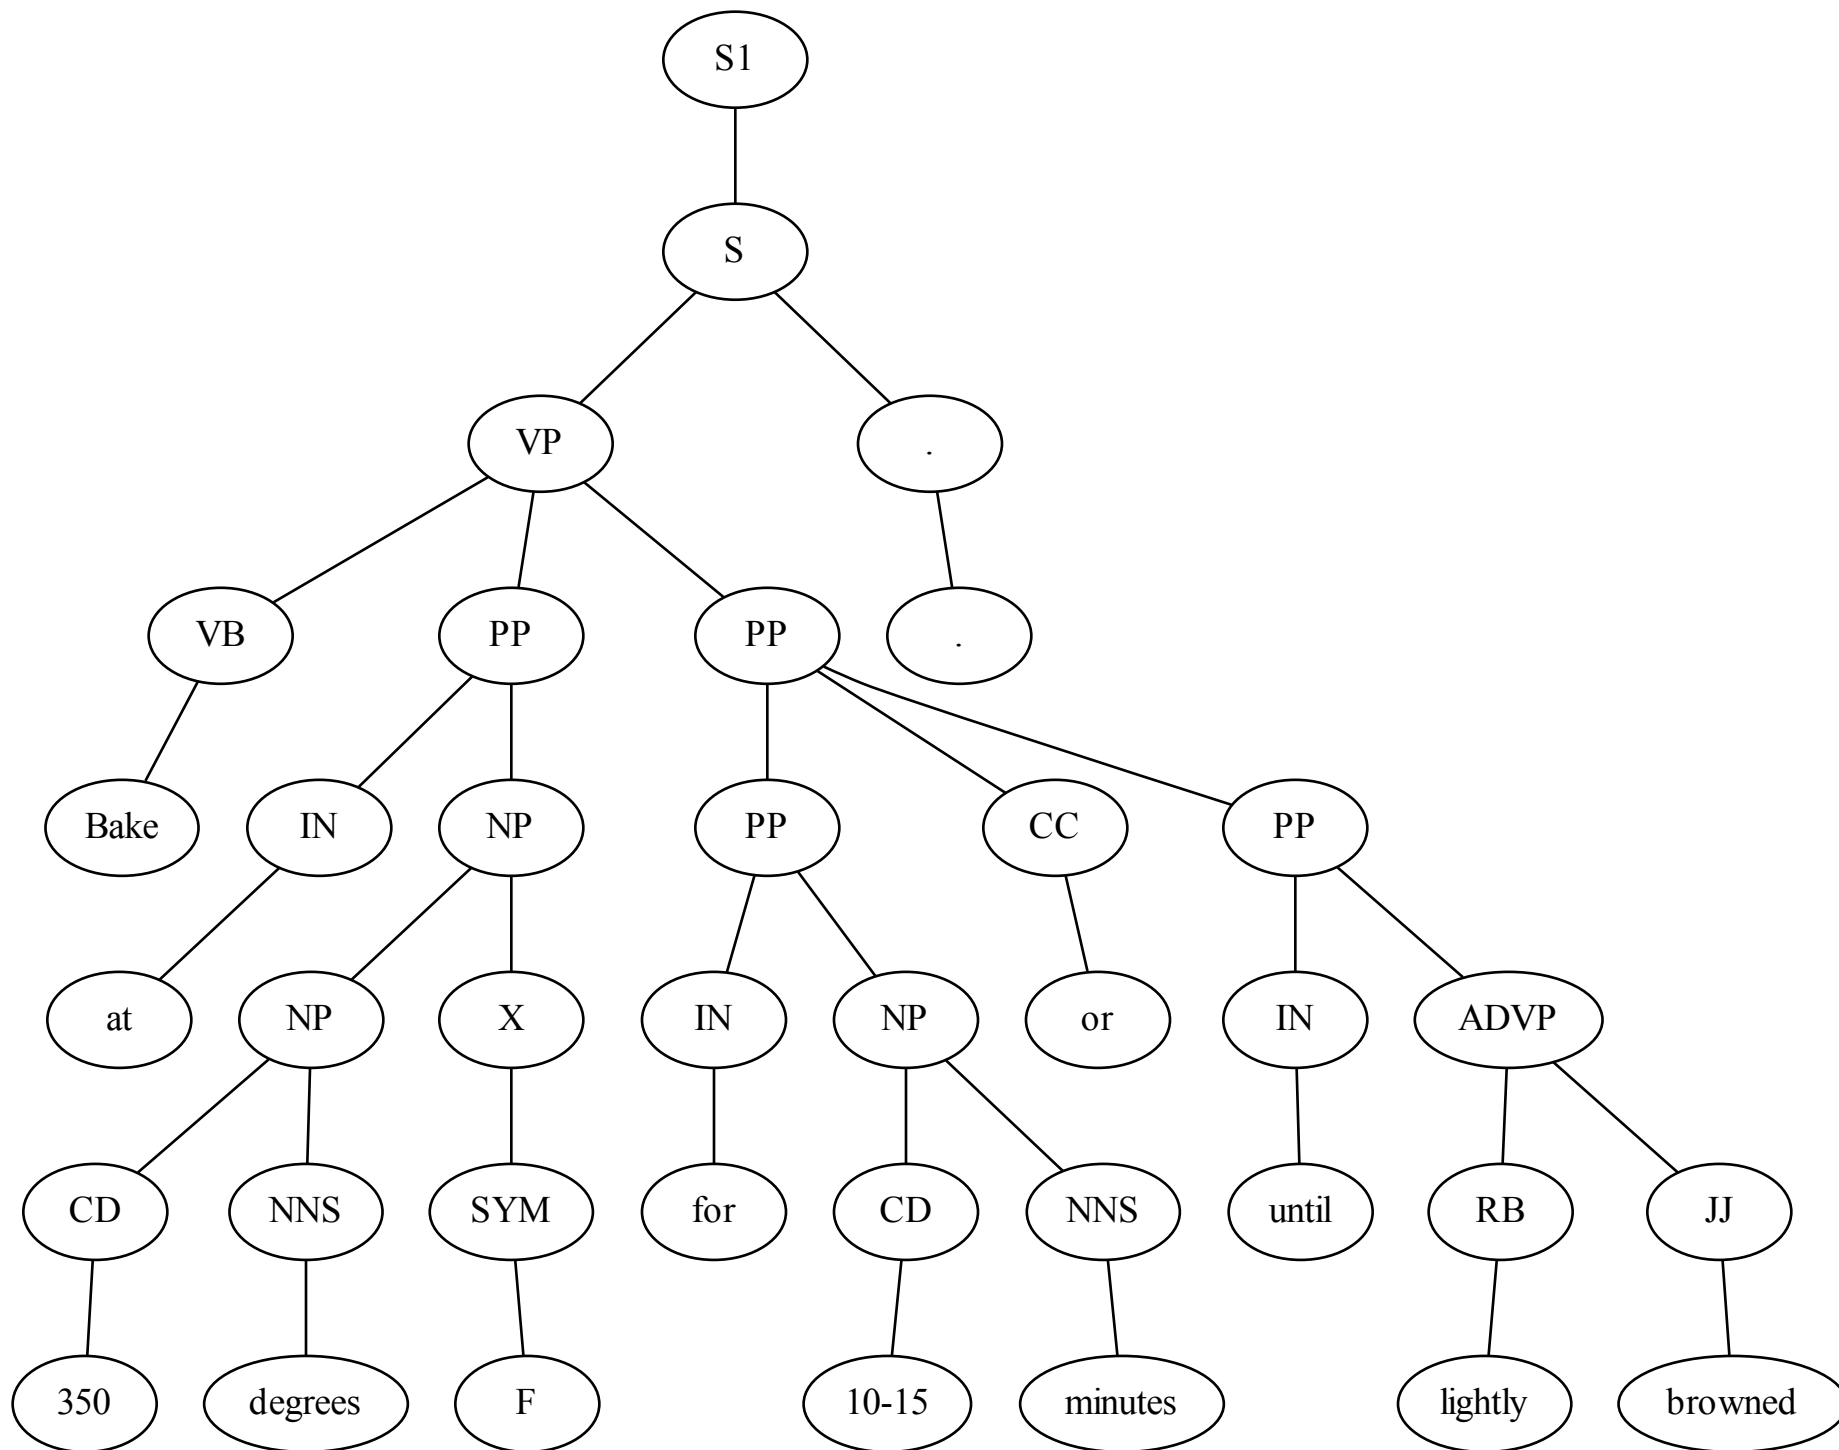 S1
S
VP .
VB PP PP .
Bake IN NP PP CC PP
at NP X IN NP or IN ADVP
CD NNS SYM for CD NNS until RB JJ
350 degrees F 10-15 minutes lightly browned